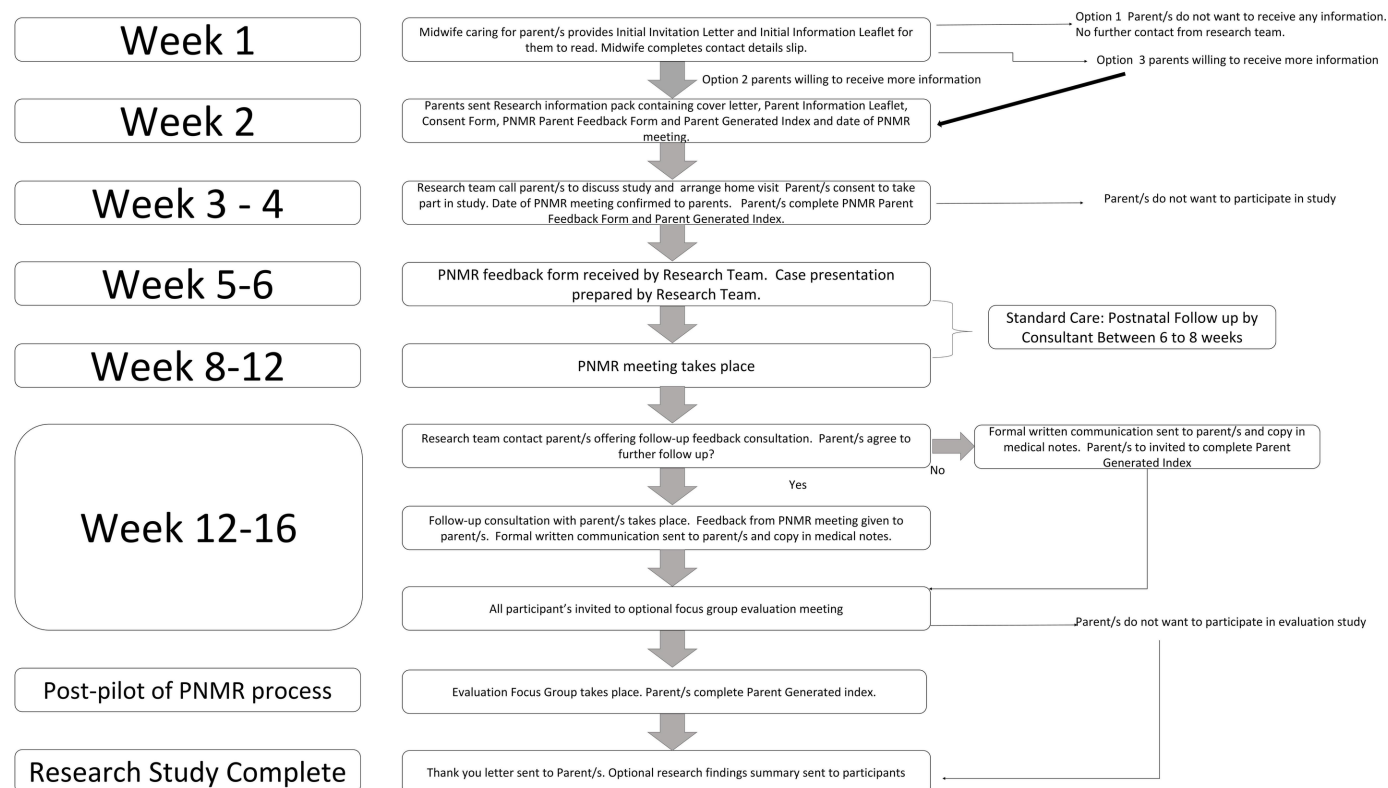 Week 1
Midwife caring for parent/s provides Initial Invitation Letter and Initial Information Leaflet for
them to read. Midwife completes contact details slip.
Option 1  Parent/s do not want to receive any information.
No further contact from research team.
Option  3 parents willing to receive more information
Option 2 parents willing to receive more information
Week 2
Parents sent Research information pack containing cover letter, Parent Information Leaflet,
Consent Form, PNMR Parent Feedback Form and Parent Generated Index and date of PNMR
meeting.
Week 3 - 4
Research team call parent/s to discuss study and  arrange home visit  Parent/s consent to take
part in study. Date of PNMR meeting confirmed to parents.   Parent/s complete PNMR Parent
Feedback Form and Parent Generated Index.
Parent/s do not want to participate in study
Week 5-6
PNMR feedback form received by Research Team.  Case presentation
prepared by Research Team.
Standard Care: Postnatal Follow up by
Consultant Between 6 to 8 weeks
Week 8-12
PNMR meeting takes place
Week 12-16
Research team contact parent/s offering follow-up feedback consultation.  Parent/s agree to
further follow up?
No
Formal written communication sent to parent/s and copy in
medical notes.  Parent/s to invited to complete Parent
Generated Index
Yes
Follow-up consultation with parent/s takes place.  Feedback from PNMR meeting given to
parent/s.  Formal written communication sent to parent/s and copy in medical notes.
All participant's invited to optional focus group evaluation meeting
Parent/s do not want to participate in evaluation study
Post-pilot of PNMR process
Evaluation Focus Group takes place. Parent/s complete Parent Generated index.
Research Study Complete
Thank you letter sent to Parent/s. Optional research findings summary sent to participants